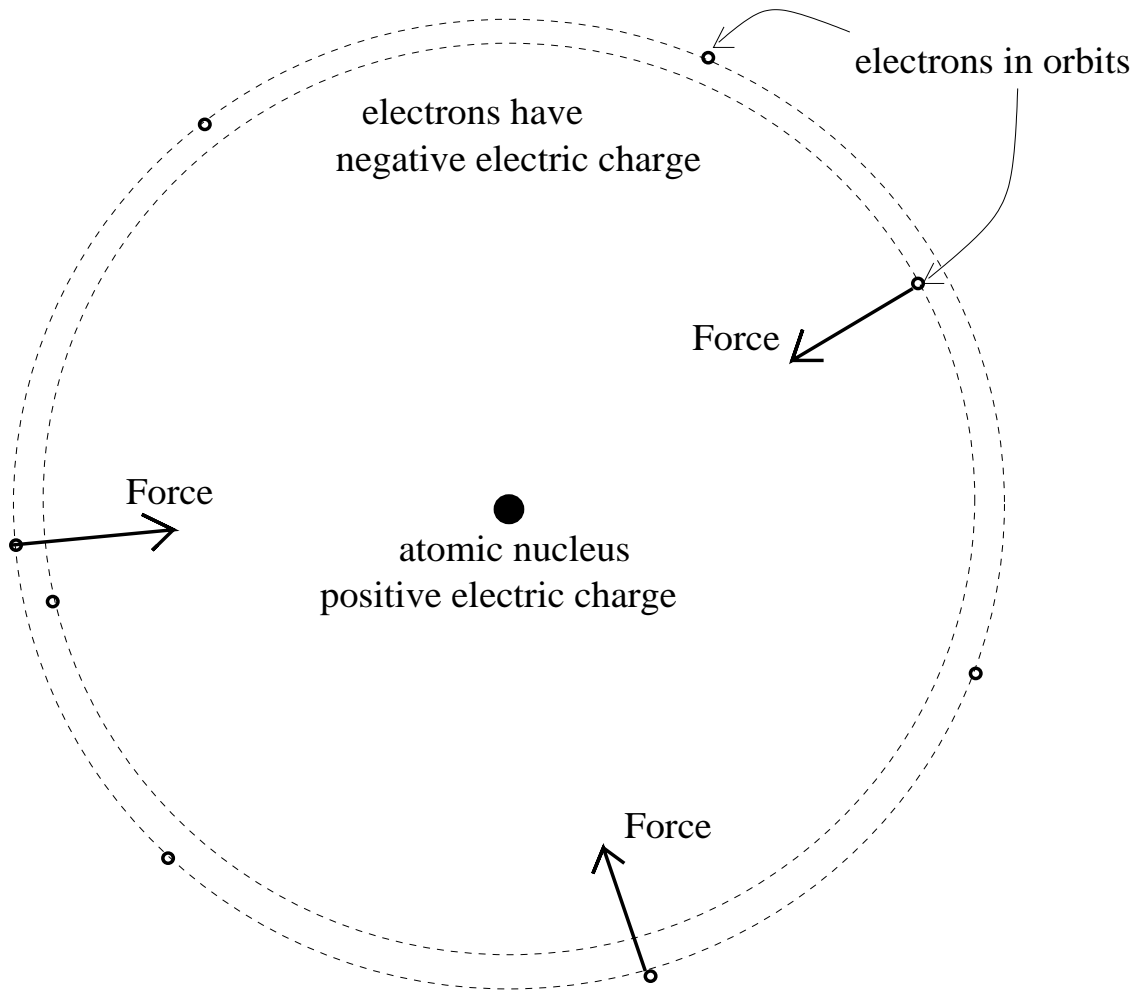 electrons in orbits
electrons have
negative electric charge
Force
Force
atomic nucleus
positive electric charge
Force